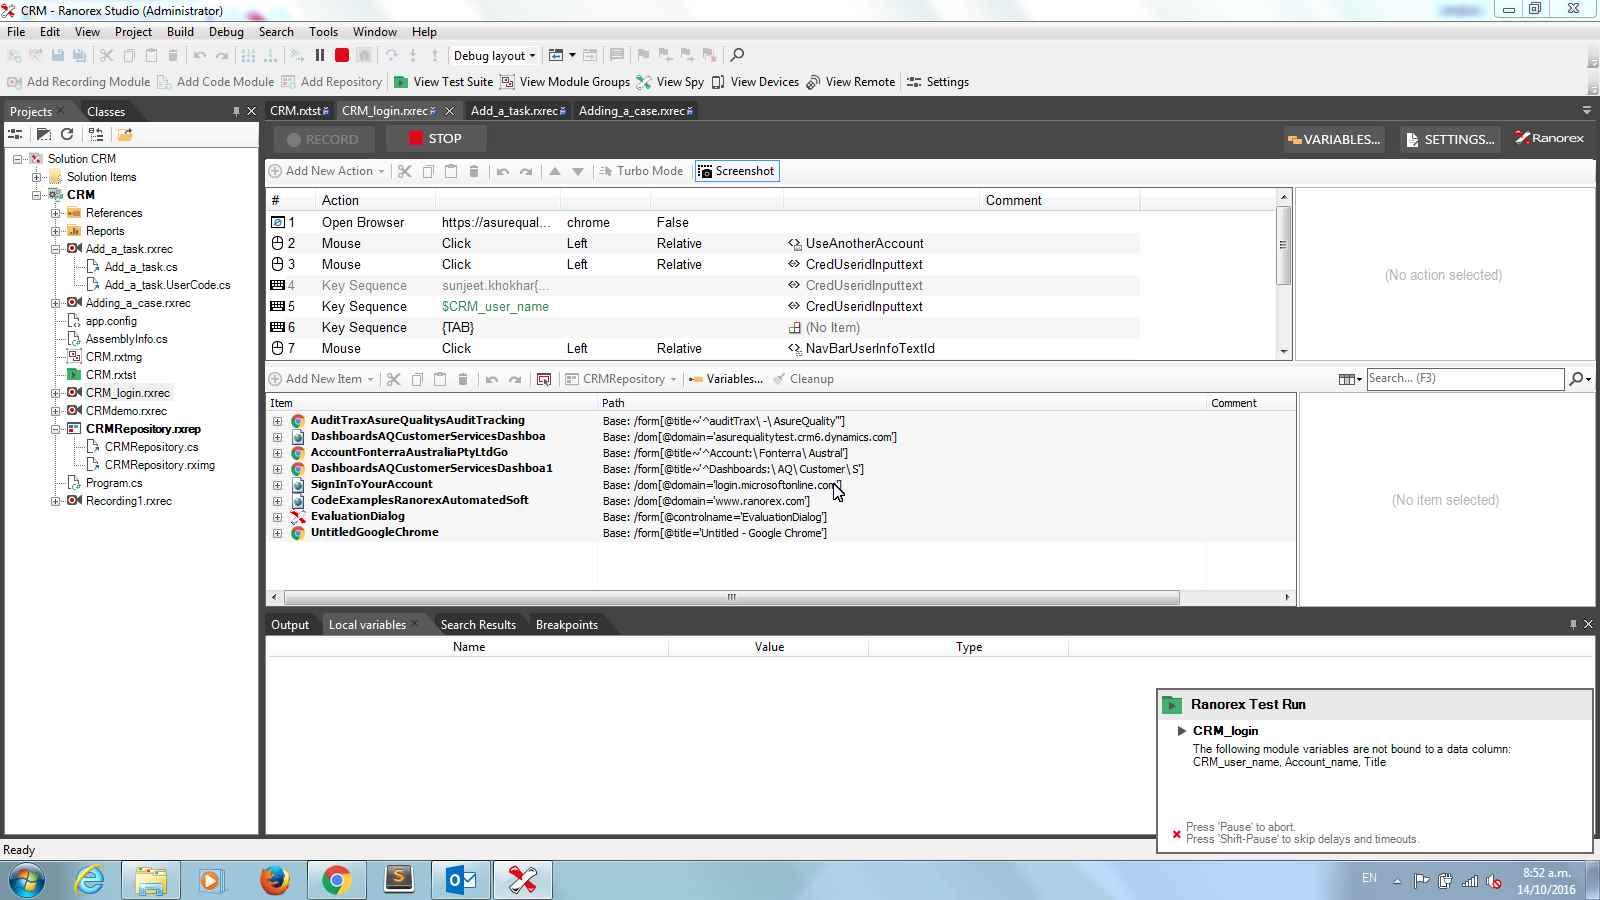 CRM - Ranorex Studio (Administrator)
File Edit View Project Build Debug Search Tools Window Help
Debug layout
Add Recording Module Add Code Module Add Repository View Test Suite View Module Groups View Spy View Devices View Remote Settings
Projects Classes
CRM.rxtst CRM_login.rxrec Add_a_task.rxrec Adding_a_case.rxrec
RECORD STOP VARIABLES... SETTINGS... Ranorex
Solution CRM
Solution Items
CRM
References
Reports
Add_a_task.rxrec
Add_a_task.cs
Add_a_task.UserCode.cs
Adding_a_case.rxrec
app.config
AssemblyInfo.cs
CRM.rxtmg
CRM.rxtst
CRM_login.rxrec
CRMdemo.rxrec
CRMRepository.rxrep
CRMRepository.cs
CRMRepository.rximg
Program.cs
Recording1.rxrec
Add New Action Turbo Mode Screenshot
# Action Comment
1 Open Browser https://asurequal... chrome False
2 Mouse Click Left Relative UseAnotherAccount
3 Mouse Click Left Relative CredUseridInputtext
4 Key Sequence sunjeet.khokhar{... CredUseridInputtext
5 Key Sequence $CRM_user_name CredUseridInputtext
6 Key Sequence {TAB} (No Item)
7 Mouse Click Left Relative NavBarUserInfoTextId
(No action selected)
Add New Item CRMRepository Variables... Cleanup Search... (F3)
Item Path Comment
AuditTraxAsureQualitysAuditTracking Base: /form[@title~'^auditTrax\ -\ AsureQuality'']
DashboardsAQCustomerServicesDashboa Base: /dom[@domain='asurequalitytest.crm6.dynamics.com']
AccountFonterraAustraliaPtyLtdGo Base: /form[@title~'^Account:\ Fonterra\ Austral']
DashboardsAQCustomerServicesDashboa1 Base: /form[@title~'^Dashboards:\ AQ\ Customer\ S']
SignInToYourAccount Base: /dom[@domain='login.microsoftonline.com']
CodeExamplesRanorexAutomatedSoft Base: /dom[@domain='www.ranorex.com']
EvaluationDialog Base: /form[@controlname='EvaluationDialog']
UntitledGoogleChrome Base: /form[@title='Untitled - Google Chrome']
(No item selected)
Output Local variables Search Results Breakpoints
Name Value Type
Ranorex Test Run
CRM_login
The following module variables are not bound to a data column:
CRM_user_name, Account_name, Title
Press 'Pause' to abort.
Press 'Shift-Pause' to skip delays and timeouts.
Ready
EN
8:52 a.m.
14/10/2016